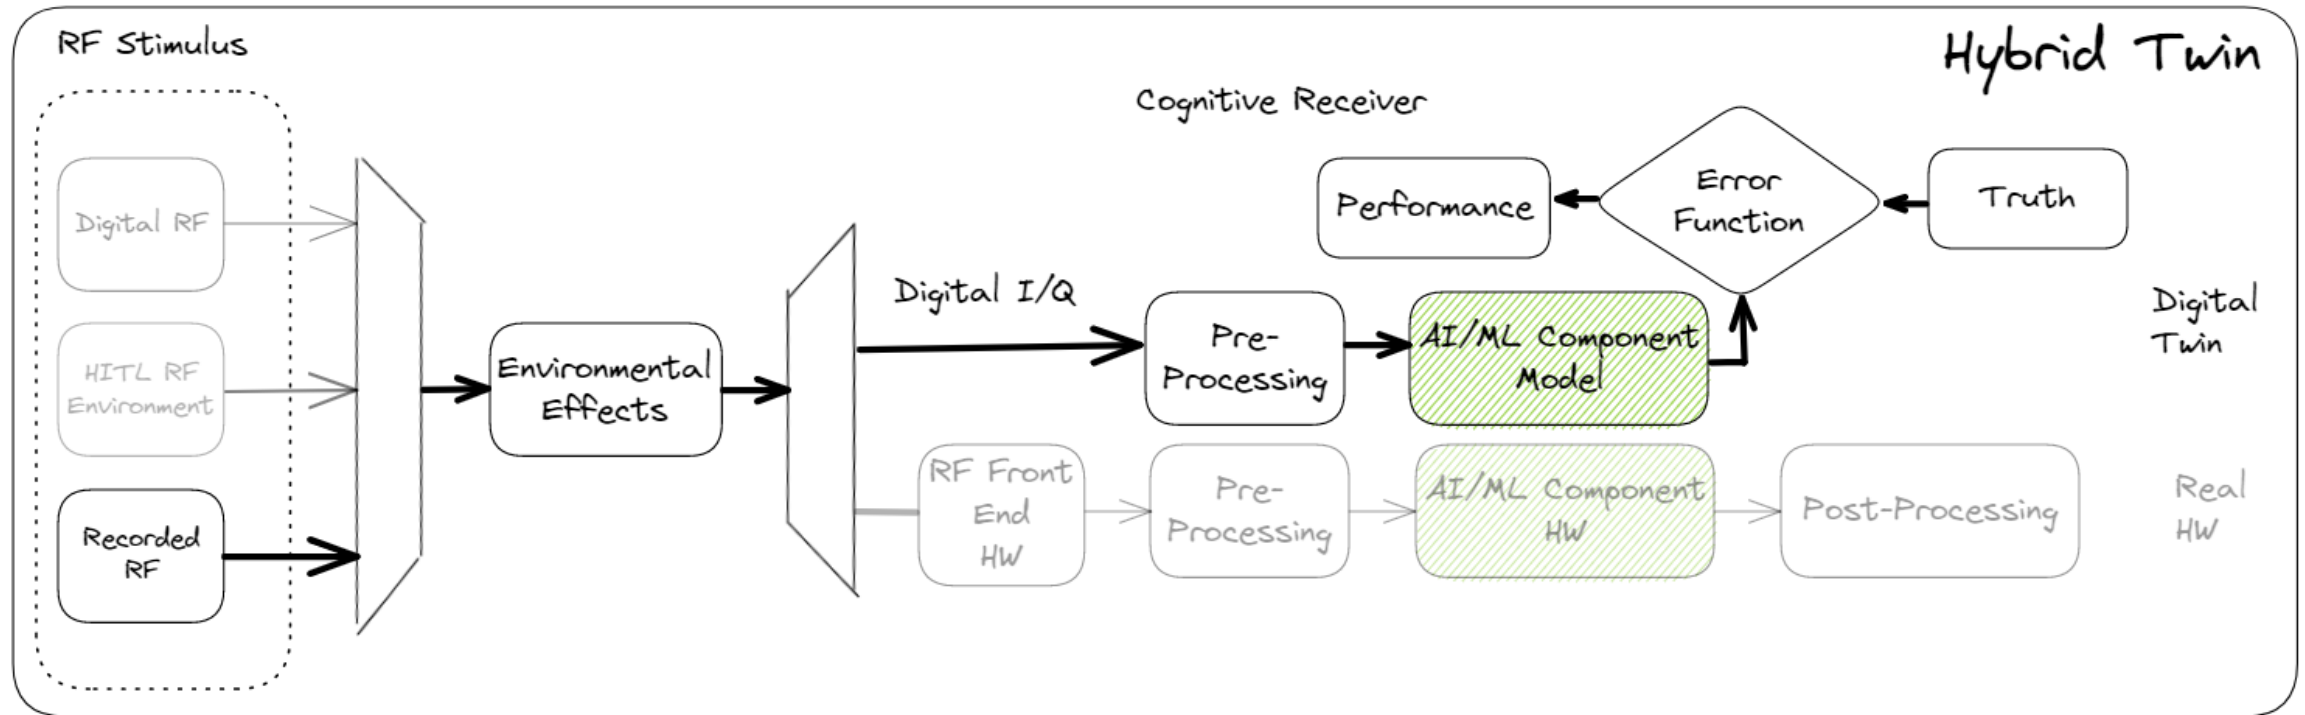 RF Stimulus
Hybrid Twin
Cognitive Receiver
Digital RF
HITL RF
Environment
Recorded
RF
Environmental
Effects
Digital I/Q
Pre-
Processing
AI/ML Component
Model
Performance
Error
Function
Truth
Digital
Twin
RF Front
End
HW
Pre-
Processing
AI/ML Component
HW
Post-Processing
Real
HW